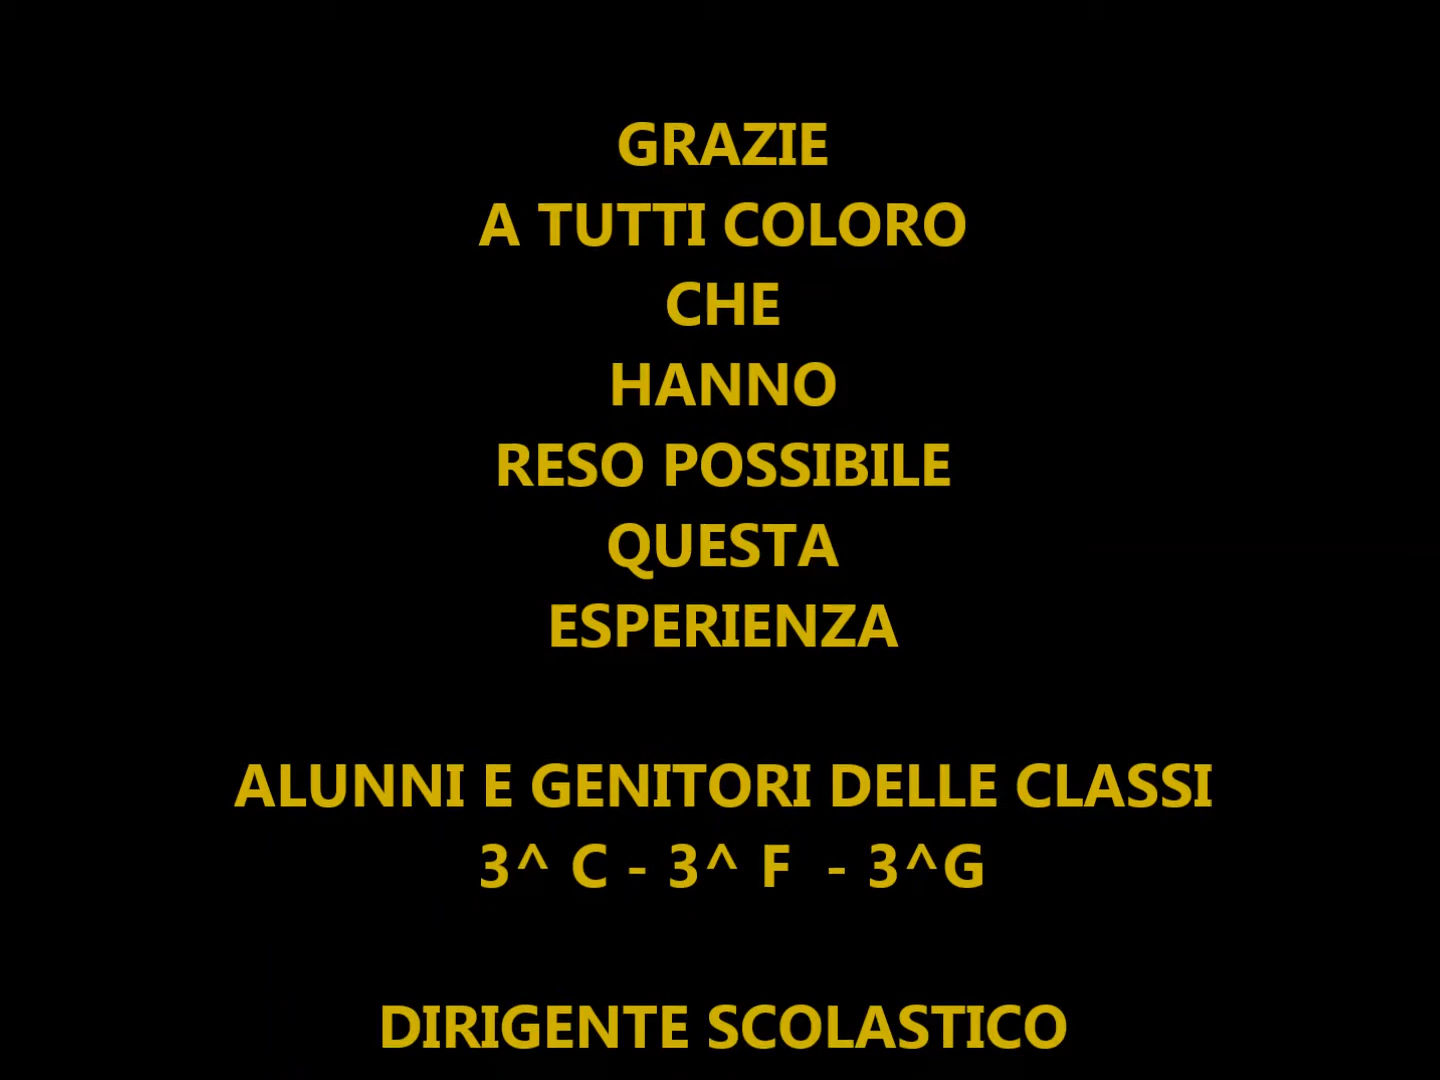 GRAZIE
A TUTTI COLORO
CHE
HANNO
RESO POSSIBILE
QUESTA
ESPERIENZA
ALUNNI E GENITORI DELLE CLASSI
3^ C - 3^ F  - 3^G
DIRIGENTE SCOLASTICO